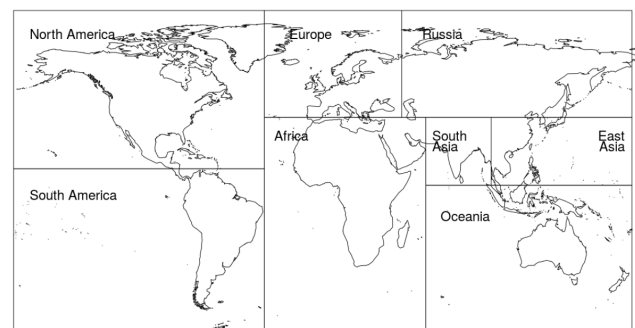 North America
Europe
Russia
Africa
South
Asia
East
Asia
South America
Oceania